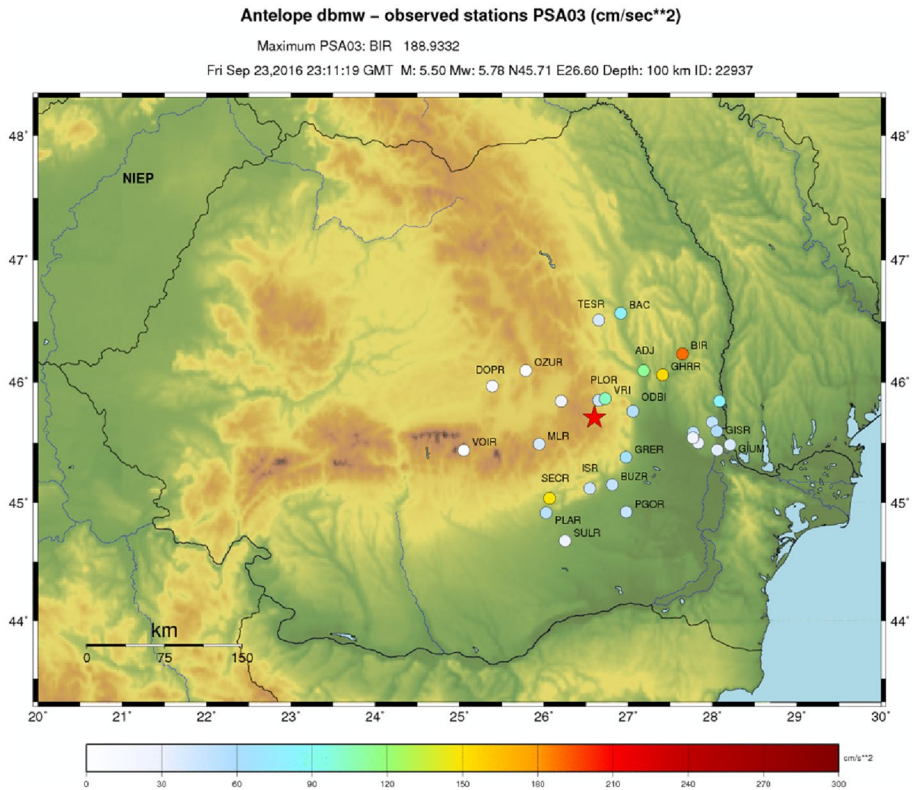 Antelope dbmw – observed stations PSA03 (cm/sec**2)
Maximum PSA03: BIR 188.9332
Fri Sep 23,2016 23:11:19 GMT M: 5.50 Mw: 5.78 N45.71 E26.60 Depth: 100 km ID: 22937
48˚ 48˚
NIEP
47˚ 47˚
TESR BAC
BIR
ADJ
OZUR GHRR
DOPR
46˚ 46˚
PLOR
VRI
ODBI
MLR GISR
VOIR GRER GIUM
ISR
SECR BUZR
45˚ 45˚
PLAR PGOR
SULR
44˚ 44˚
km
0 75 150
20˚ 21˚ 22˚ 23˚ 24˚ 25˚ 26˚ 27˚ 28˚ 29˚ 30˚
cm/s**2
0 30 60 90 120 150 180 210 240 270 300